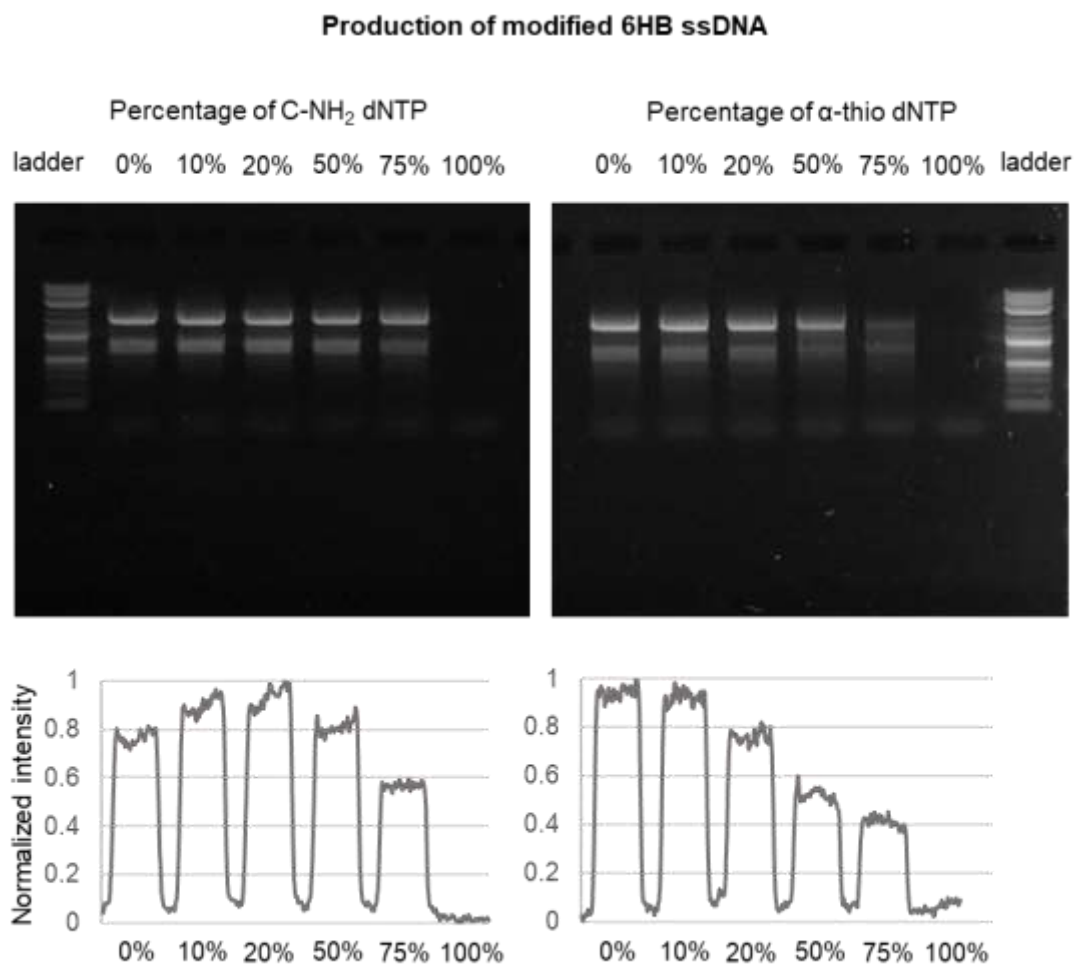 Production of modified 6HB ssDNA
Percentage of C-NH₂ dNTP
ladder 0% 10% 20% 50% 75% 100%
Percentage of α-thio dNTP
0% 10% 20% 50% 75% 100% ladder
Normalized intensity
1
0.8
0.6
0.4
0.2
0
0% 10% 20% 50% 75% 100%
1
0.8
0.6
0.4
0.2
0
0% 10% 20% 50% 75% 100%